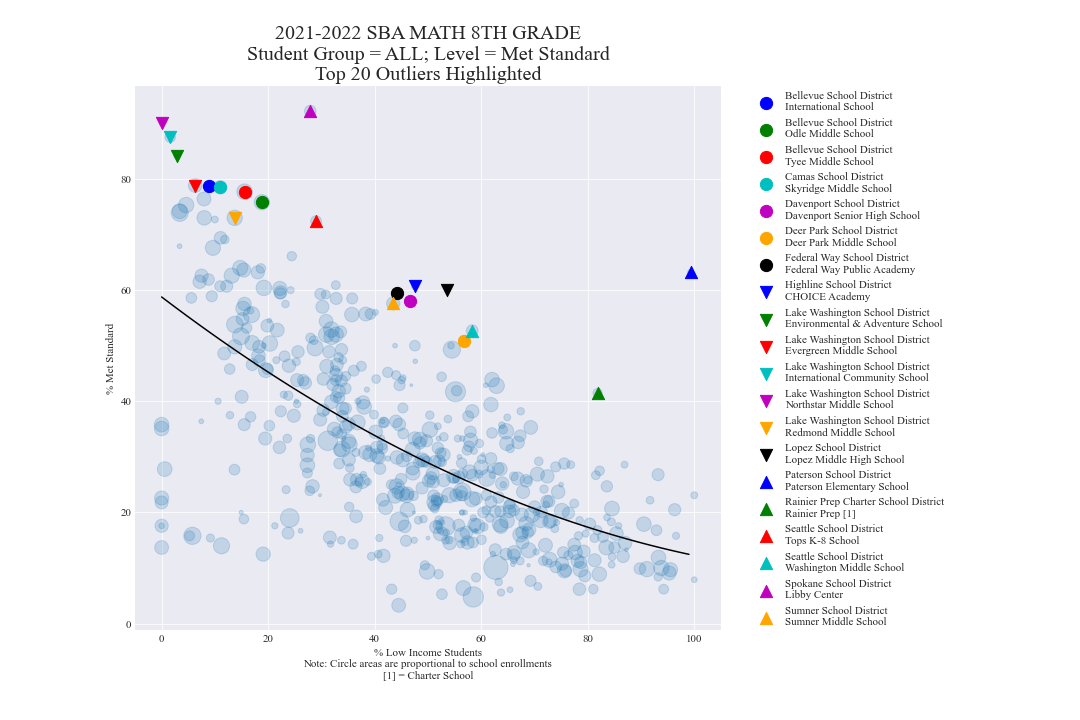 2021-2022 SBA MATH 8TH GRADE
Student Group = ALL; Level = Met Standard
Top 20 Outliers Highlighted
% Met Standard
80
60
40
20
0
0 20 40 60 80 100
% Low Income Students
Note: Circle areas are proportional to school enrollments
[1] = Charter School
Bellevue School District
International School
Bellevue School District
Odle Middle School
Bellevue School District
Tyee Middle School
Camas School District
Skyridge Middle School
Davenport School District
Davenport Senior High School
Deer Park School District
Deer Park Middle School
Federal Way School District
Federal Way Public Academy
Highline School District
CHOICE Academy
Lake Washington School District
Environmental & Adventure School
Lake Washington School District
Evergreen Middle School
Lake Washington School District
International Community School
Lake Washington School District
Northstar Middle School
Lake Washington School District
Redmond Middle School
Lopez School District
Lopez Middle High School
Paterson School District
Paterson Elementary School
Rainier Prep Charter School District
Rainier Prep [1]
Seattle School District
Tops K-8 School
Seattle School District
Washington Middle School
Spokane School District
Libby Center
Sumner School District
Sumner Middle School